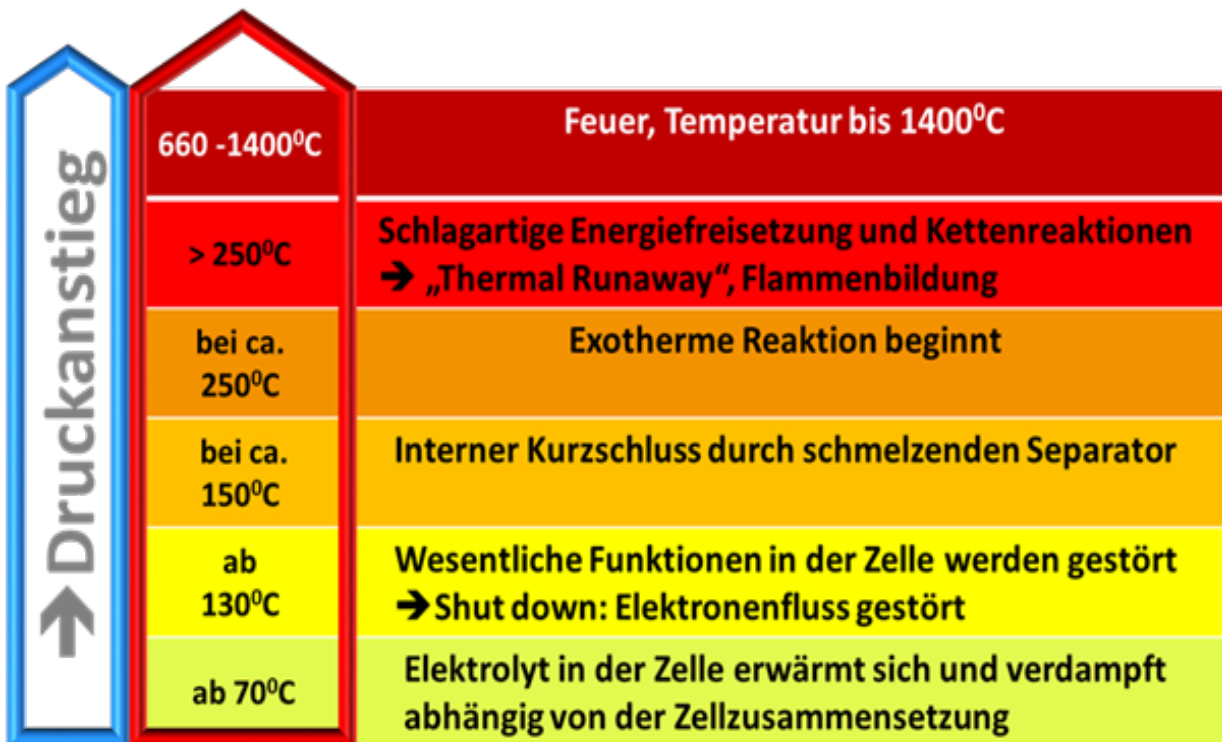 ➔ Druckanstieg
660 -1400⁰C
Feuer, Temperatur bis 1400⁰C
> 250⁰C
Schlagartige Energiefreisetzung und Kettenreaktionen
➔ „Thermal Runaway“, Flammenbildung
bei ca.
250⁰C
Exotherme Reaktion beginnt
bei ca.
150⁰C
Interner Kurzschluss durch schmelzenden Separator
ab
130⁰C
Wesentliche Funktionen in der Zelle werden gestört
➔ Shut down: Elektronenfluss gestört
ab 70⁰C
Elektrolyt in der Zelle erwärmt sich und verdampft
abhängig von der Zellzusammensetzung